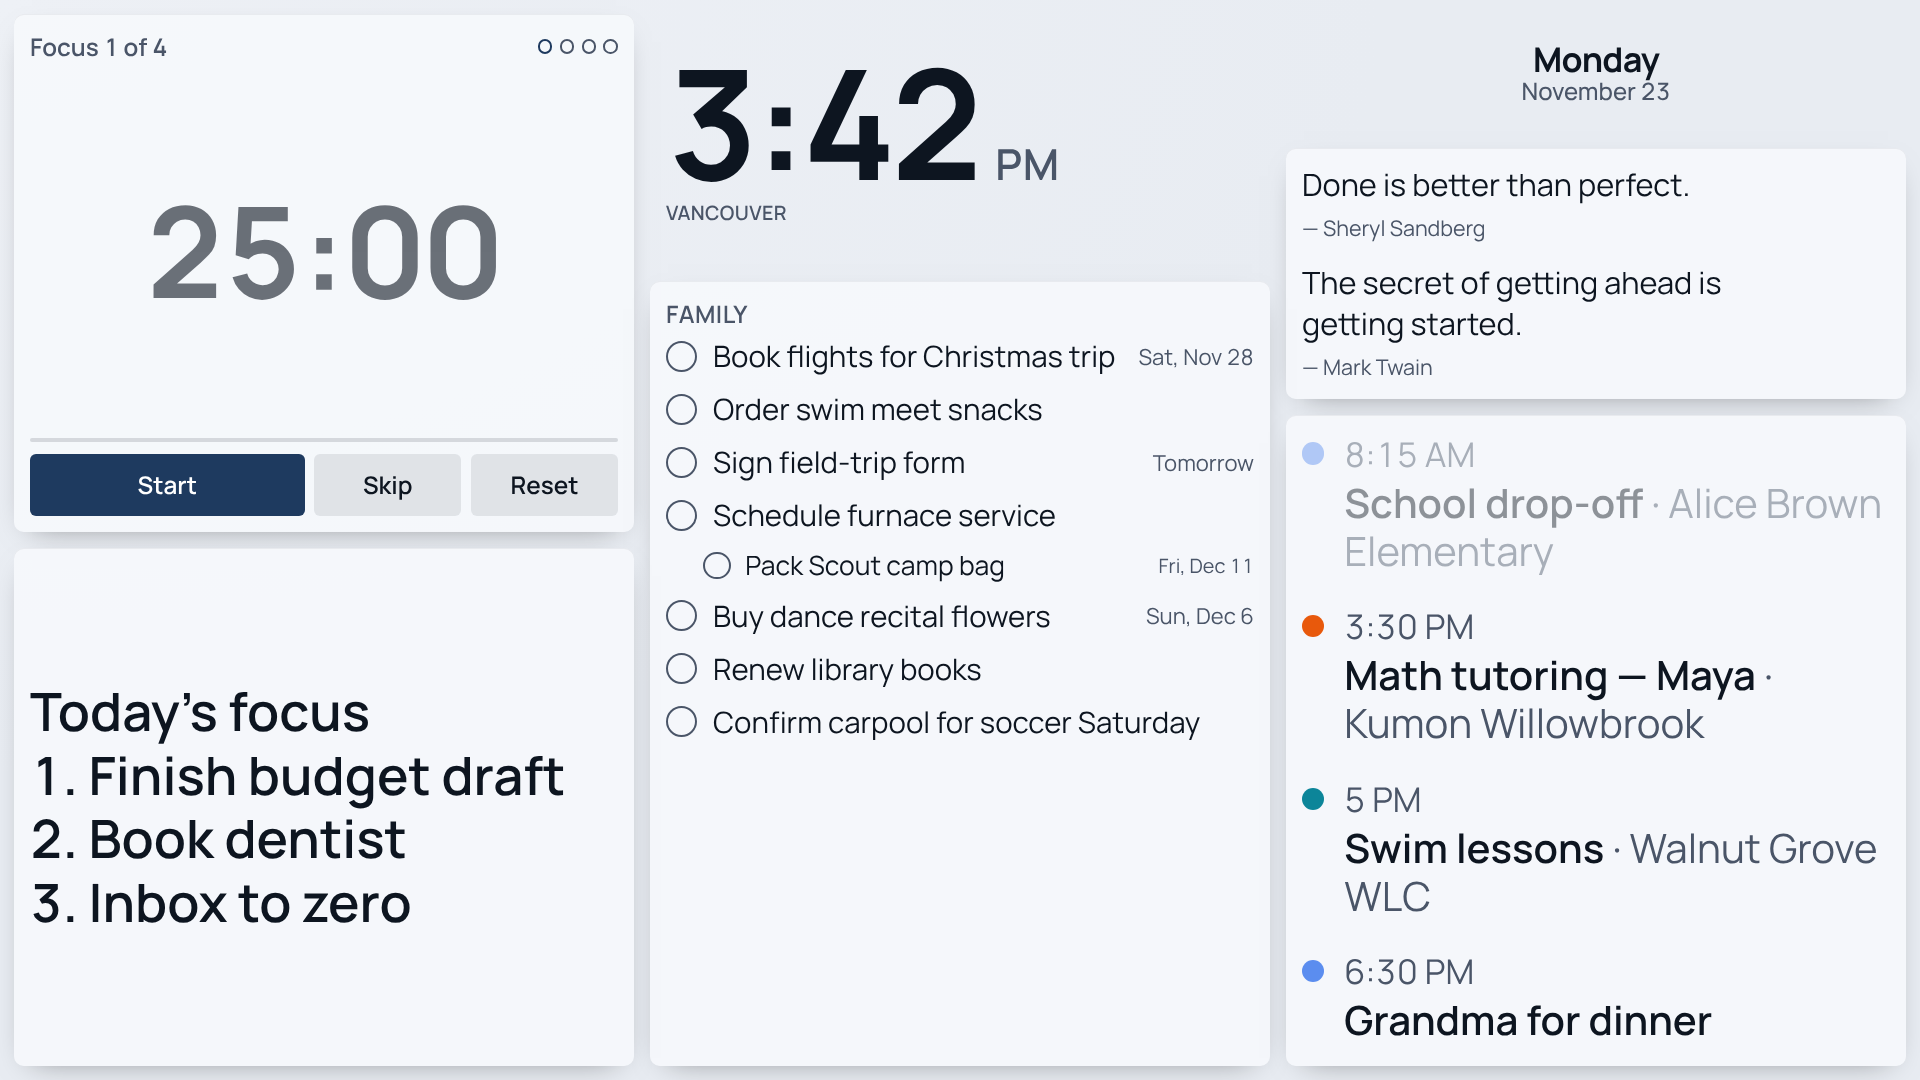 Focus 1 of 4
25:00
Start
Skip
Reset
Today's focus
1. Finish budget draft
2. Book dentist
3. Inbox to zero
3:42 PM
VANCOUVER
FAMILY
Book flights for Christmas trip Sat, Nov 28
Order swim meet snacks
Sign field-trip form Tomorrow
Schedule furnace service
Pack Scout camp bag Fri, Dec 11
Buy dance recital flowers Sun, Dec 6
Renew library books
Confirm carpool for soccer Saturday
Monday
November 23
Done is better than perfect.
— Sheryl Sandberg
The secret of getting ahead is
getting started.
— Mark Twain
8:15 AM
School drop-off · Alice Brown
Elementary
3:30 PM
Math tutoring — Maya ·
Kumon Willowbrook
5 PM
Swim lessons · Walnut Grove
WLC
6:30 PM
Grandma for dinner